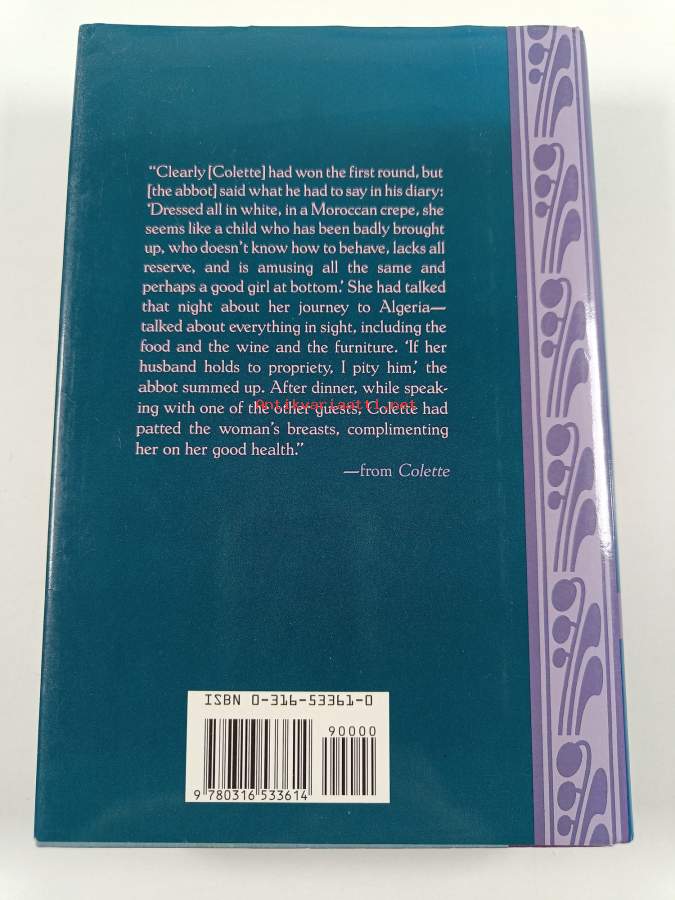 “Clearly [Colette] had won the first round, but
[the abbot] said what he had to say in his diary:
‘Dressed all in white, in a Moroccan crepe, she
seems like a child who has been badly brought
up, who doesn’t know how to behave, lacks all
reserve, and is amusing all the same and
perhaps a good girl at bottom.’ She had talked
that night about her journey to Algeria—
talked about everything in sight, including the
food and the wine and the furniture. ‘If her
husband holds to propriety, I pity him,’ the
abbot summed up. After dinner, while speak-
ing with one of the other guests, Colette had
Antikvariaatti.net
patted the woman’s breasts, complimenting
her on her good health.”
—from Colette
ISBN 0-316-53361-0
90000
9 780316 533614